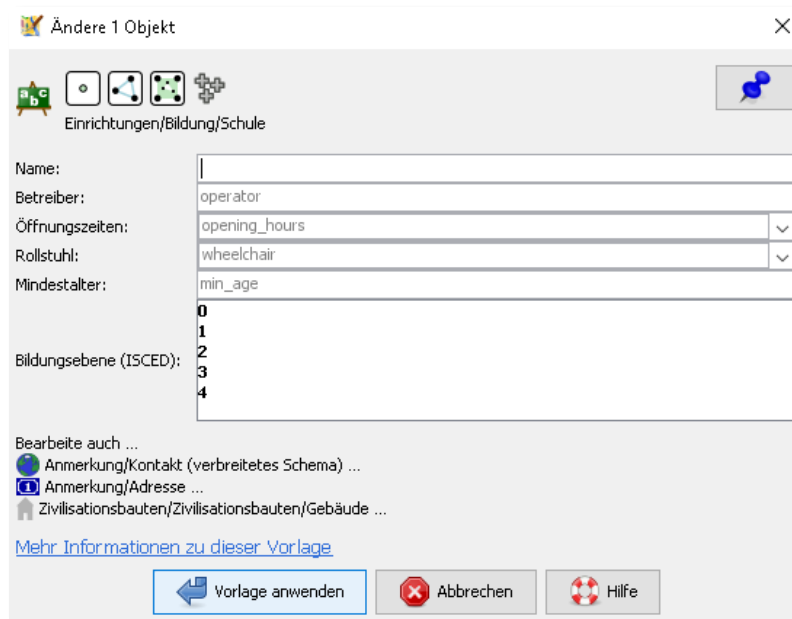 Ändere 1 Objekt
a b c
Einrichtungen/Bildung/Schule
Name:
Betreiber: operator
Öffnungszeiten: opening_hours
Rollstuhl: wheelchair
Mindestalter: min_age
Bildungsebene (ISCED):
0
1
2
3
4
Bearbeite auch ...
Anmerkung/Kontakt (verbreitetes Schema) ...
1 Anmerkung/Adresse ...
Zivilisationsbauten/Zivilisationsbauten/Gebäude ...
Mehr Informationen zu dieser Vorlage
Vorlage anwenden Abbrechen Hilfe